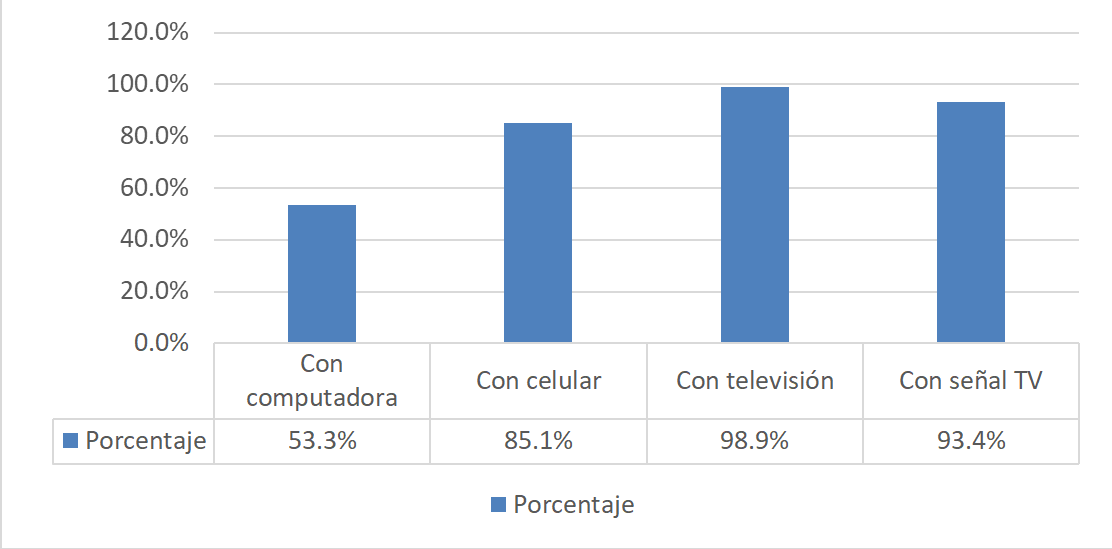 120.0%
100.0%
80.0%
60.0%
40.0%
20.0%
0.0%
Con
computadora
Con celular
Con televisión
Con señal TV
Porcentaje
53.3%
85.1%
98.9%
93.4%
Porcentaje